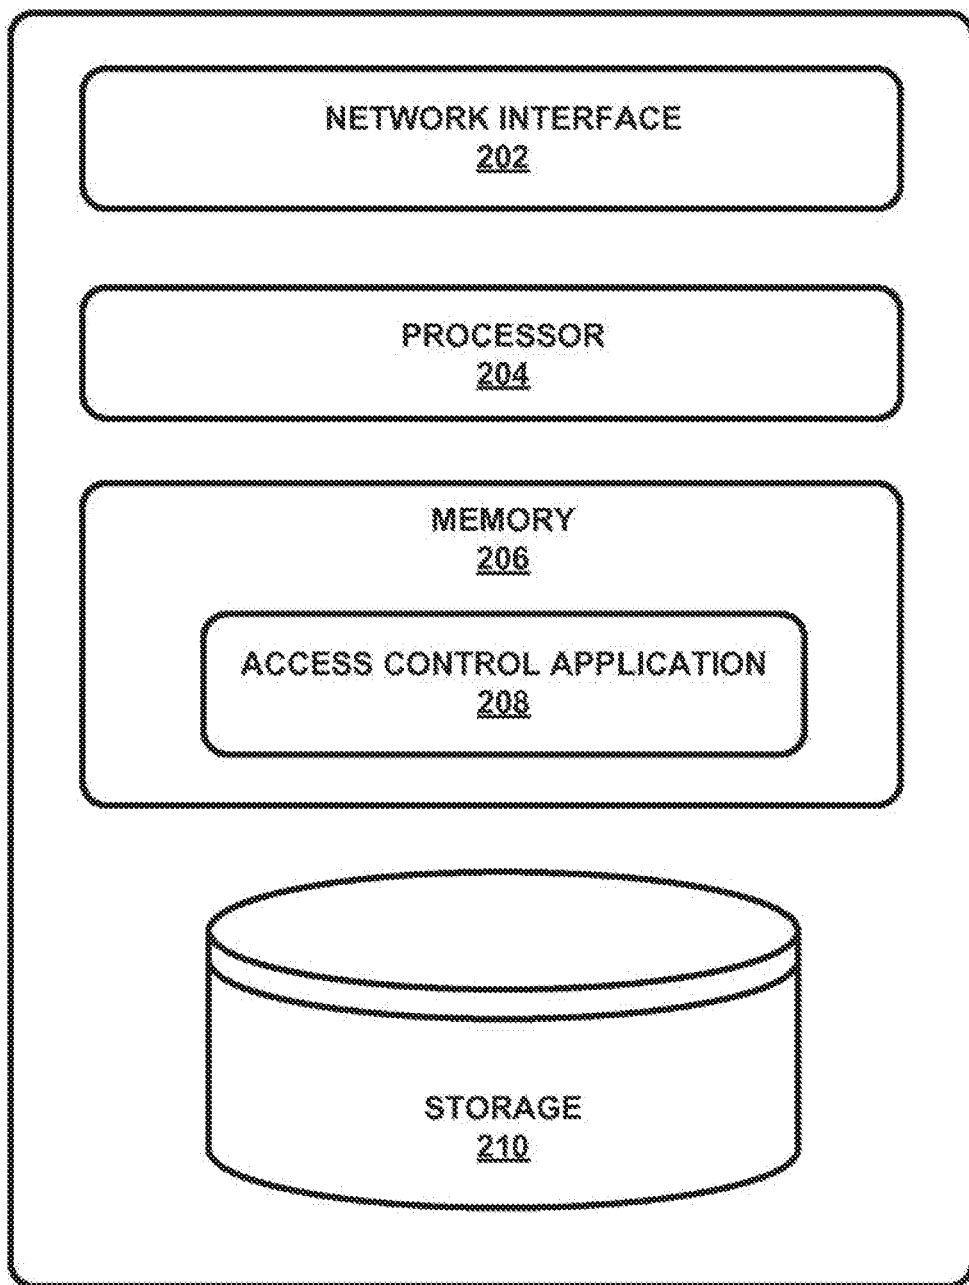 NETWORK INTERFACE
202
PROCESSOR
204
MEMORY
206
ACCESS CONTROL APPLICATION
208
STORAGE
210